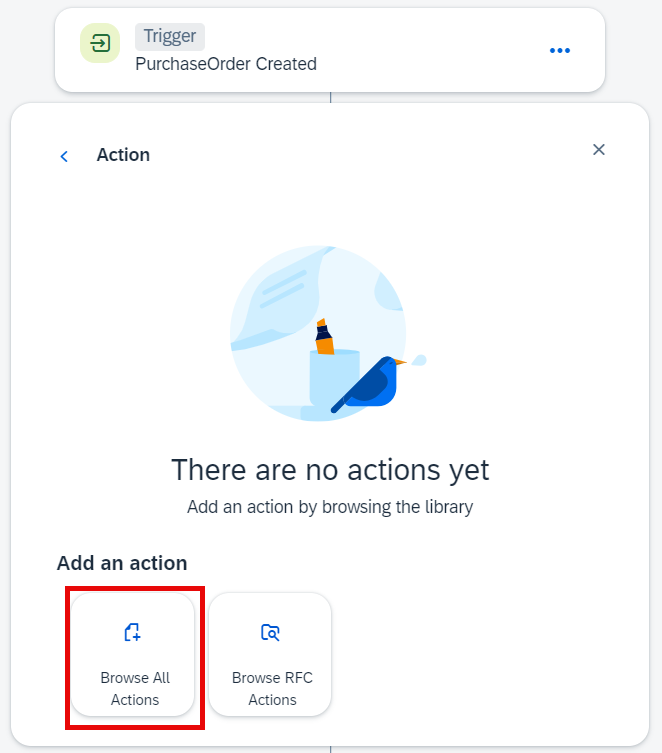 Trigger
PurchaseOrder Created
Action
There are no actions yet
Add an action by browsing the library
Add an action
Browse All
Actions
Browse RFC
Actions